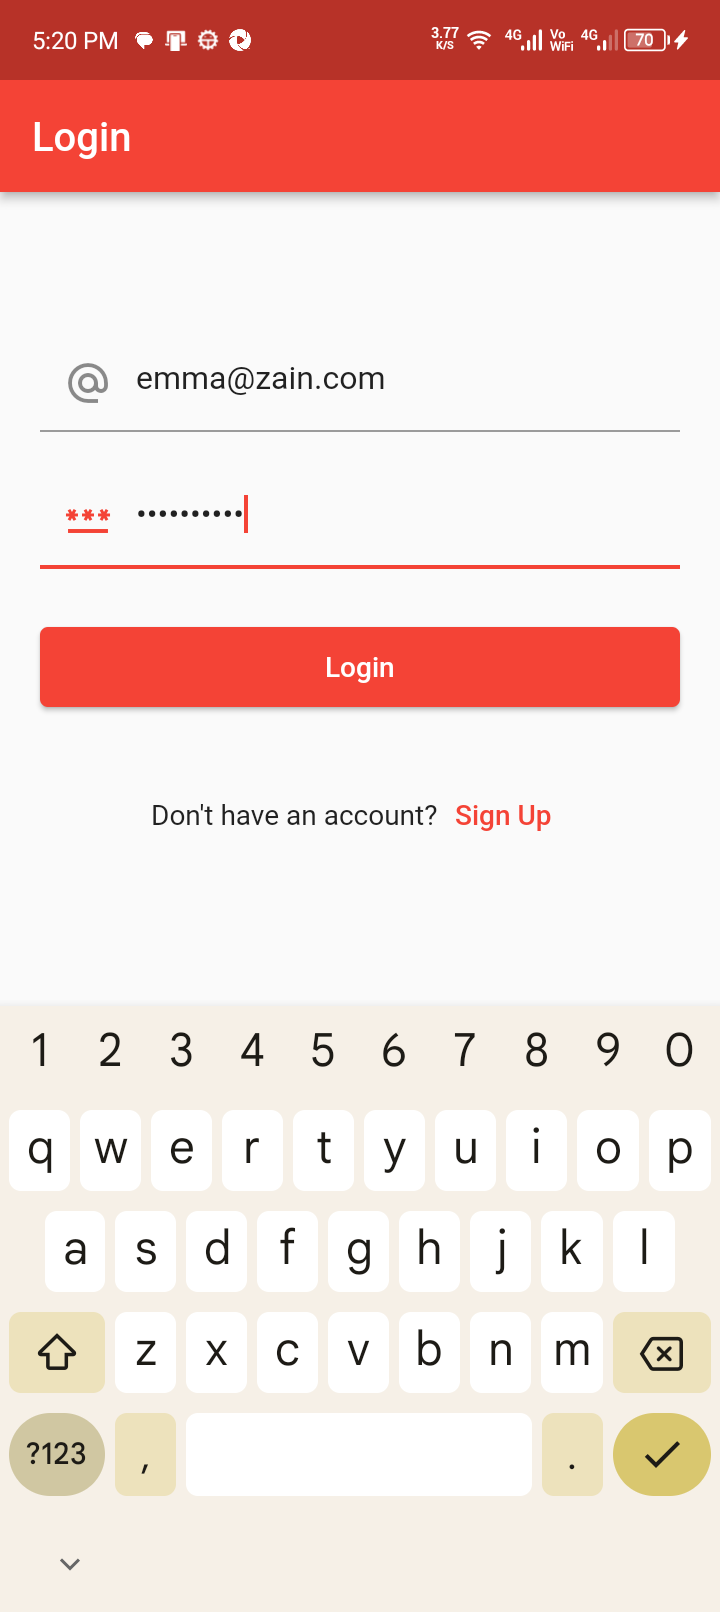 5:20 PM 3.77 K/S 4G Vo WiFi 4G 70
Login
emma@zain.com
***
••••••••••
Login
Don't have an account? Sign Up
1 2 3 4 5 6 7 8 9 0
q w e r t y u i o p
a s d f g h j k l
z x c v b n m
?123 , .